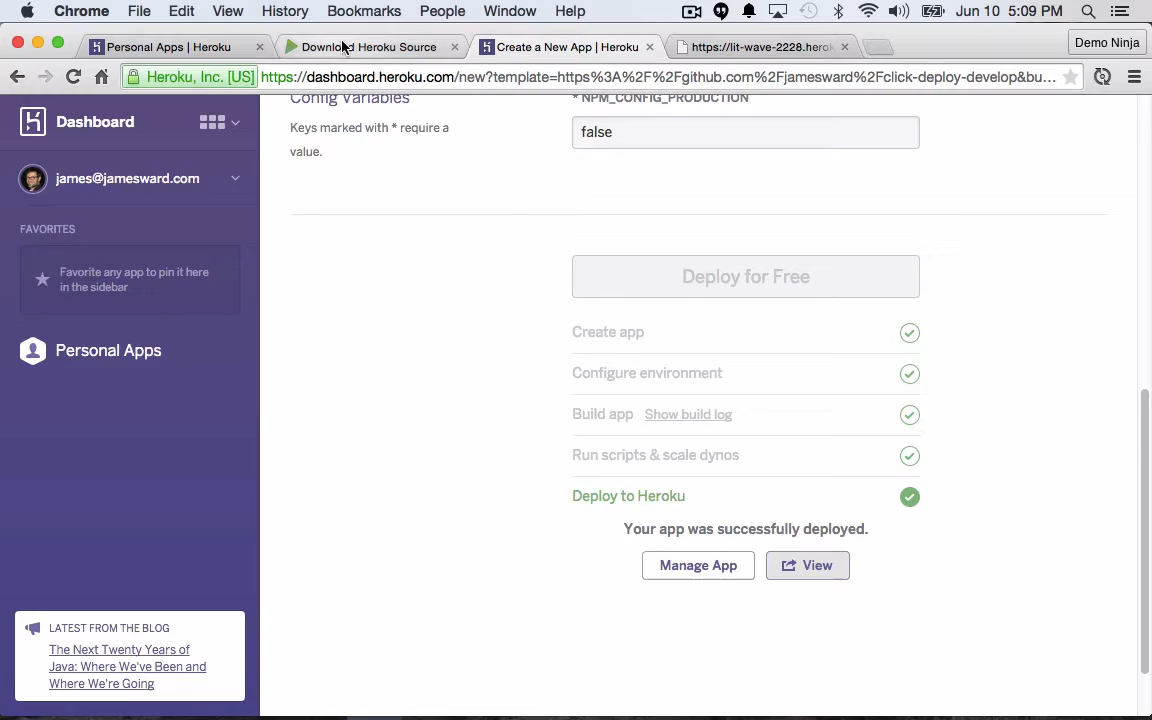 Chrome File Edit View History Bookmarks People Window Help Jun 10 5:09 PM
Personal Apps | Heroku
Download Heroku Source
Create a New App | Heroku
https://lit-wave-2228.herok
Demo Ninja
Heroku, Inc. [US] https://dashboard.heroku.com/new?template=https%3A%2F%2Fgithub.com%2Fjamesward%2Fclick-deploy-develop&bu...
Dashboard
james@jamesward.com
FAVORITES
Favorite any app to pin it here
in the sidebar
Personal Apps
LATEST FROM THE BLOG
The Next Twenty Years of
Java: Where We've Been and
Where We're Going
Config Variables
Keys marked with * require a
value.
* NPM_CONFIG_PRODUCTION
false
Deploy for Free
Create app
Configure environment
Build app Show build log
Run scripts & scale dynos
Deploy to Heroku
Your app was successfully deployed.
Manage App
View